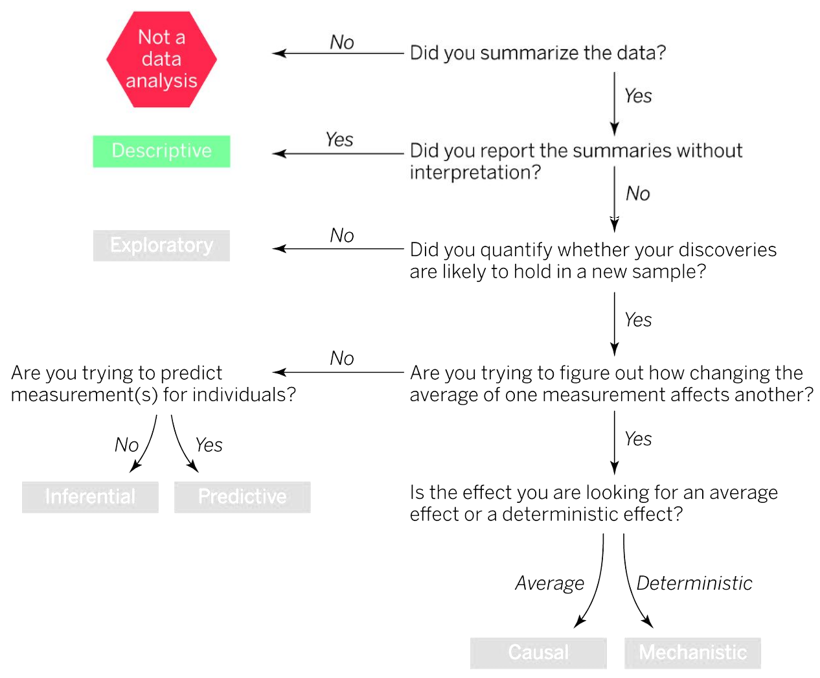 Not a
data
analysis
No
Did you summarize the data?
Yes
Descriptive
Yes
Did you report the summaries without
interpretation?
No
Exploratory
No
Did you quantify whether your discoveries
are likely to hold in a new sample?
Yes
Are you trying to predict
measurement(s) for individuals?
No
Are you trying to figure out how changing the
average of one measurement affects another?
No
Yes
Yes
Inferential
Predictive
Is the effect you are looking for an average
effect or a deterministic effect?
Average
Deterministic
Causal
Mechanistic